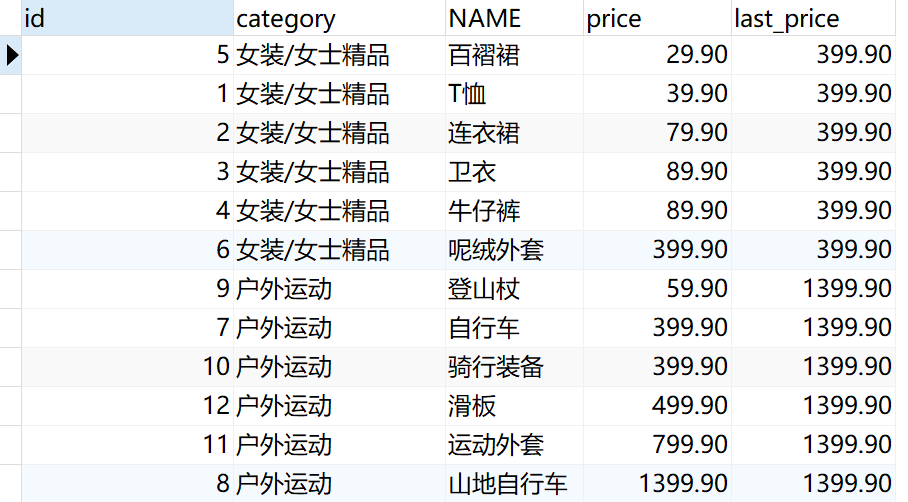 id category NAME price last_price
5 女装/女士精品 百褶裙 29.90 399.90
1 女装/女士精品 T恤 39.90 399.90
2 女装/女士精品 连衣裙 79.90 399.90
3 女装/女士精品 卫衣 89.90 399.90
4 女装/女士精品 牛仔裤 89.90 399.90
6 女装/女士精品 呢绒外套 399.90 399.90
9 户外运动 登山杖 59.90 1399.90
7 户外运动 自行车 399.90 1399.90
10 户外运动 骑行装备 399.90 1399.90
12 户外运动 滑板 499.90 1399.90
11 户外运动 运动外套 799.90 1399.90
8 户外运动 山地自行车 1399.90 1399.90